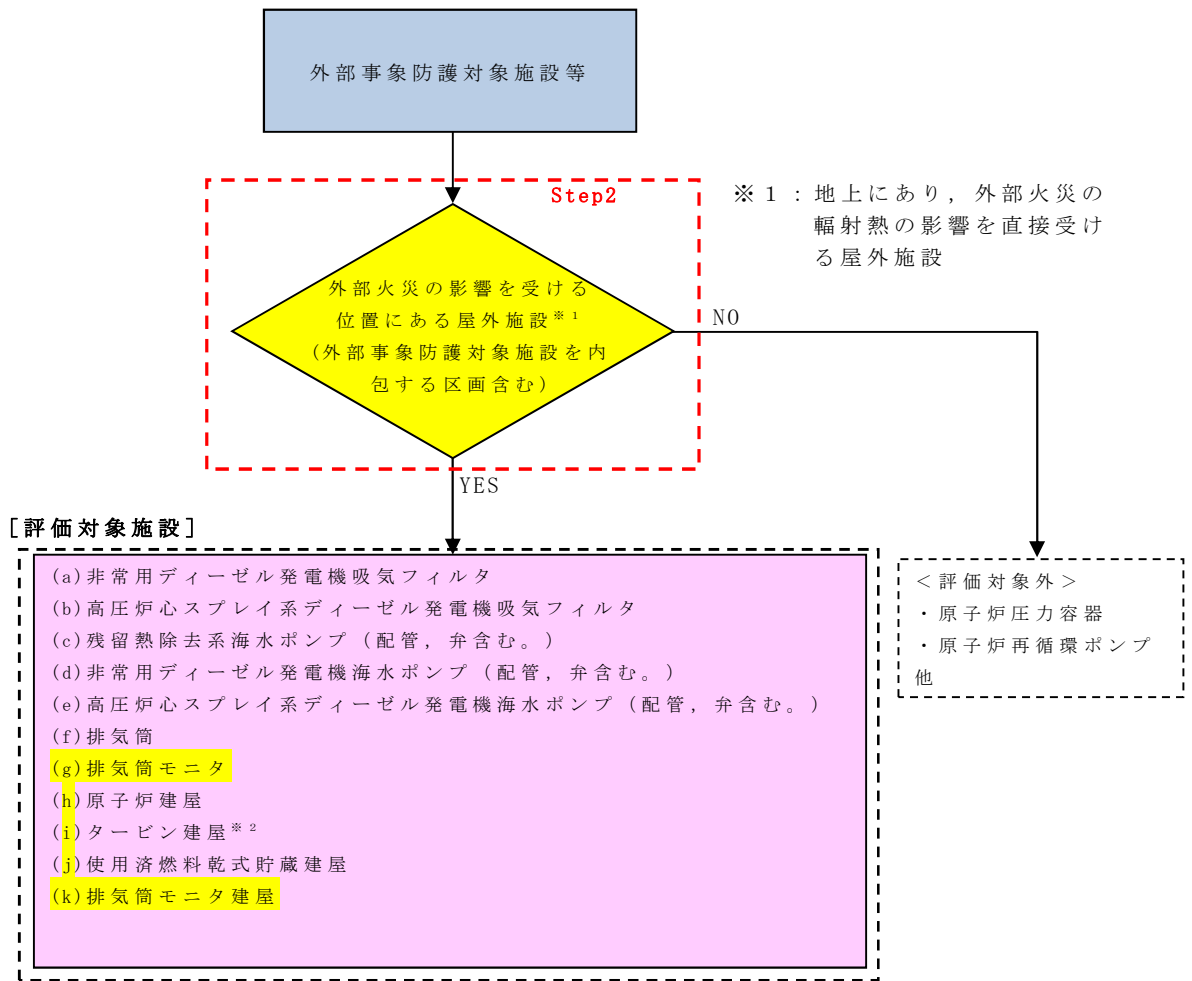 外部事象防護対象施設等
Step2
※１：地上にあり，外部火災の
輻射熱の影響を直接受け
る屋外施設
外部火災の影響を受ける
位置にある屋外施設※１
(外部事象防護対象施設を内
包する区画含む)
NO
YES
[評価対象施設]
(a)非常用ディーゼル発電機吸気フィルタ
(b)高圧炉心スプレイ系ディーゼル発電機吸気フィルタ
(c)残留熱除去系海水ポンプ（配管，弁含む。）
(d)非常用ディーゼル発電機海水ポンプ（配管，弁含む。）
(e)高圧炉心スプレイ系ディーゼル発電機海水ポンプ（配管，弁含む。）
(f)排気筒
(g)排気筒モニタ
(h)原子炉建屋
(i)タービン建屋※２
(j)使用済燃料乾式貯蔵建屋
(k)排気筒モニタ建屋
＜評価対象外＞
・原子炉圧力容器
・原子炉再循環ポンプ
他